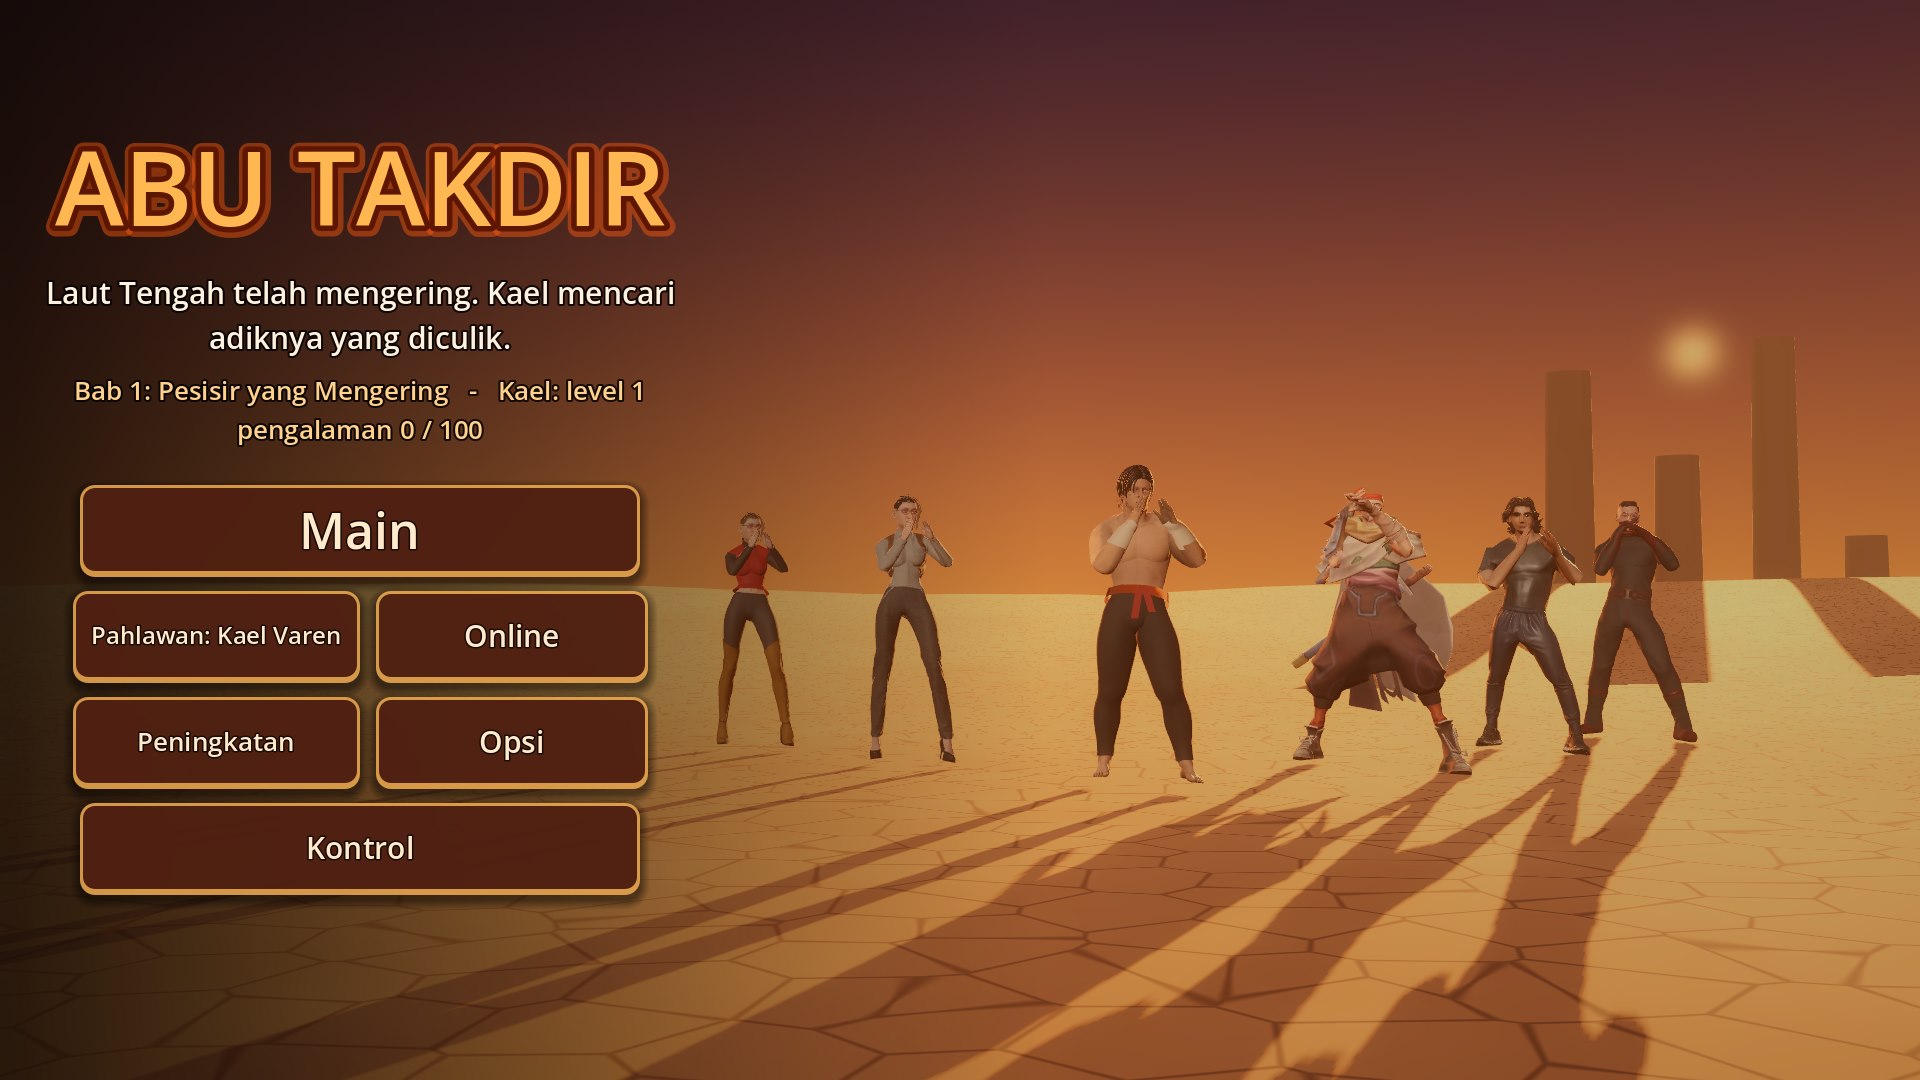 ABU TAKDIR
Laut Tengah telah mengering. Kael mencari
adiknya yang diculik.
Bab 1: Pesisir yang Mengering - Kael: level 1
pengalaman 0 / 100
Main
Pahlawan: Kael Varen
Online
Peningkatan
Opsi
Kontrol